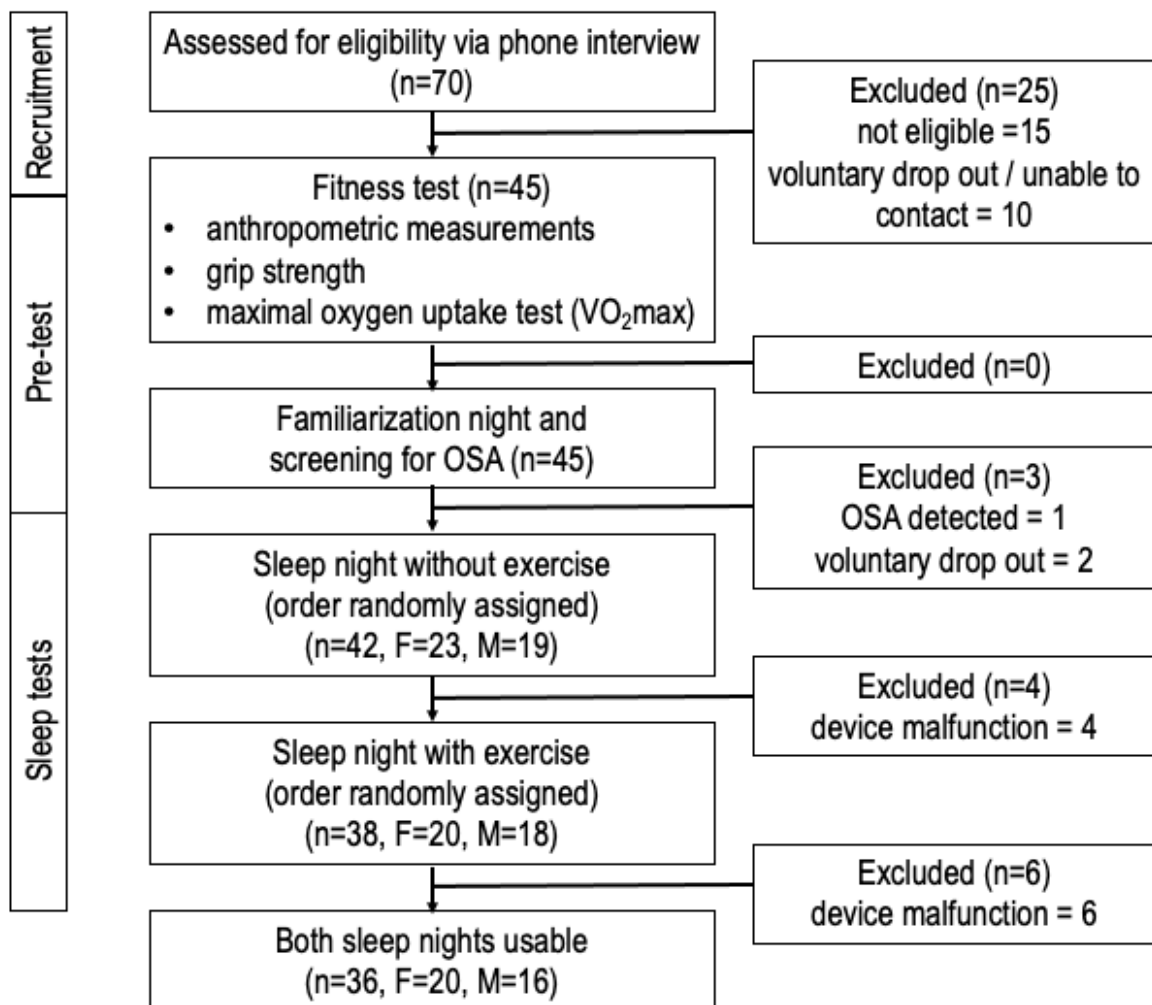 Recruitment
Assessed for eligibility via phone interview
(n=70)
Excluded (n=25)
not eligible =15
voluntary drop out / unable to
contact = 10
Pre-test
Fitness test (n=45)
• anthropometric measurements
• grip strength
• maximal oxygen uptake test (VO₂max)
Excluded (n=0)
Familiarization night and
screening for OSA (n=45)
Excluded (n=3)
OSA detected = 1
voluntary drop out = 2
Sleep tests
Sleep night without exercise
(order randomly assigned)
(n=42, F=23, M=19)
Excluded (n=4)
device malfunction = 4
Sleep night with exercise
(order randomly assigned)
(n=38, F=20, M=18)
Excluded (n=6)
device malfunction = 6
Both sleep nights usable
(n=36, F=20, M=16)